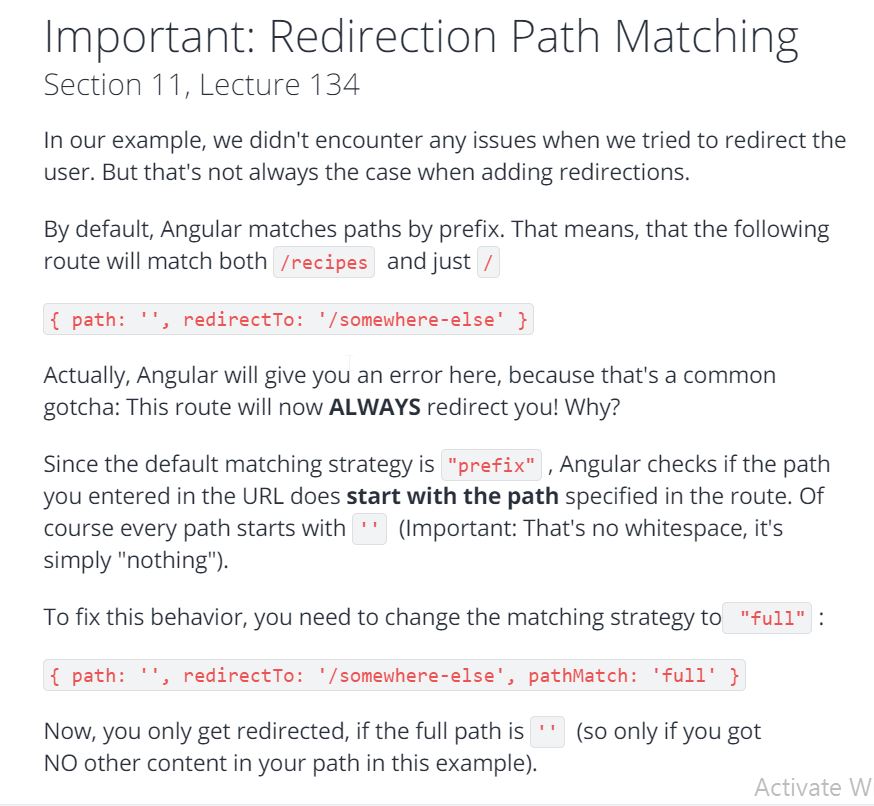 Important: Redirection Path Matching
Section 11, Lecture 134
In our example, we didn't encounter any issues when we tried to redirect the
user. But that's not always the case when adding redirections.
By default, Angular matches paths by prefix. That means, that the following
route will match both /recipes and just /
{ path: '', redirectTo: '/somewhere-else' }
Actually, Angular will give you an error here, because that's a common
gotcha: This route will now ALWAYS redirect you! Why?
Since the default matching strategy is "prefix" , Angular checks if the path
you entered in the URL does start with the path specified in the route. Of
course every path starts with '' (Important: That's no whitespace, it's
simply "nothing").
To fix this behavior, you need to change the matching strategy to "full" :
{ path: '', redirectTo: '/somewhere-else', pathMatch: 'full' }
Now, you only get redirected, if the full path is '' (so only if you got
NO other content in your path in this example).
Activate W